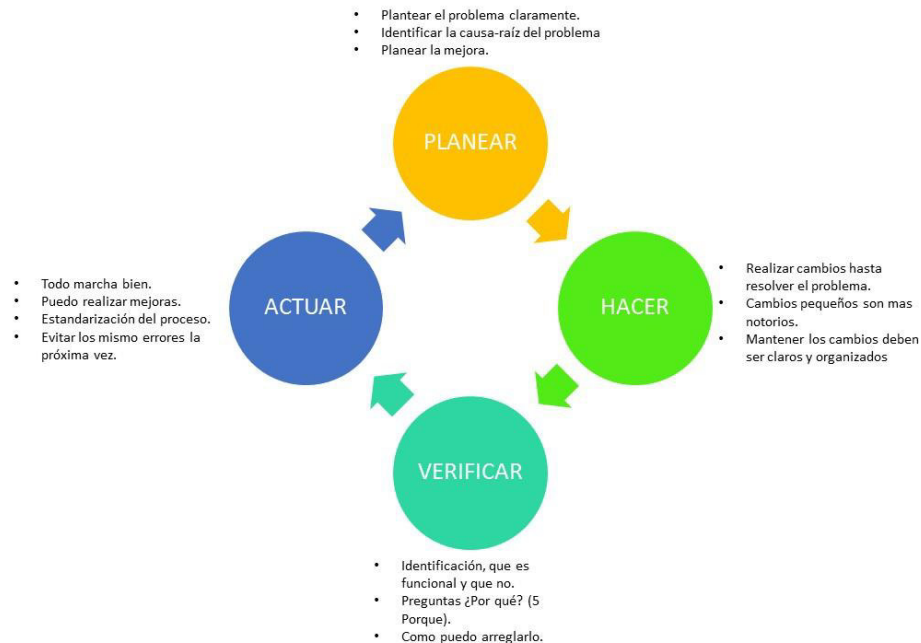 • Plantear el problema claramente.
• Identificar la causa-raíz del problema
• Planear la mejora.
PLANEAR
HACER
• Realizar cambios hasta
resolver el problema.
• Cambios pequeños son mas
notorios.
• Mantener los cambios deben
ser claros y organizados
VERIFICAR
• Identificación, que es
funcional y que no.
• Preguntas ¿Por qué? (5
Porque).
• Como puedo arreglarlo.
ACTUAR
• Todo marcha bien.
• Puedo realizar mejoras.
• Estandarización del proceso.
• Evitar los mismo errores la
próxima vez.